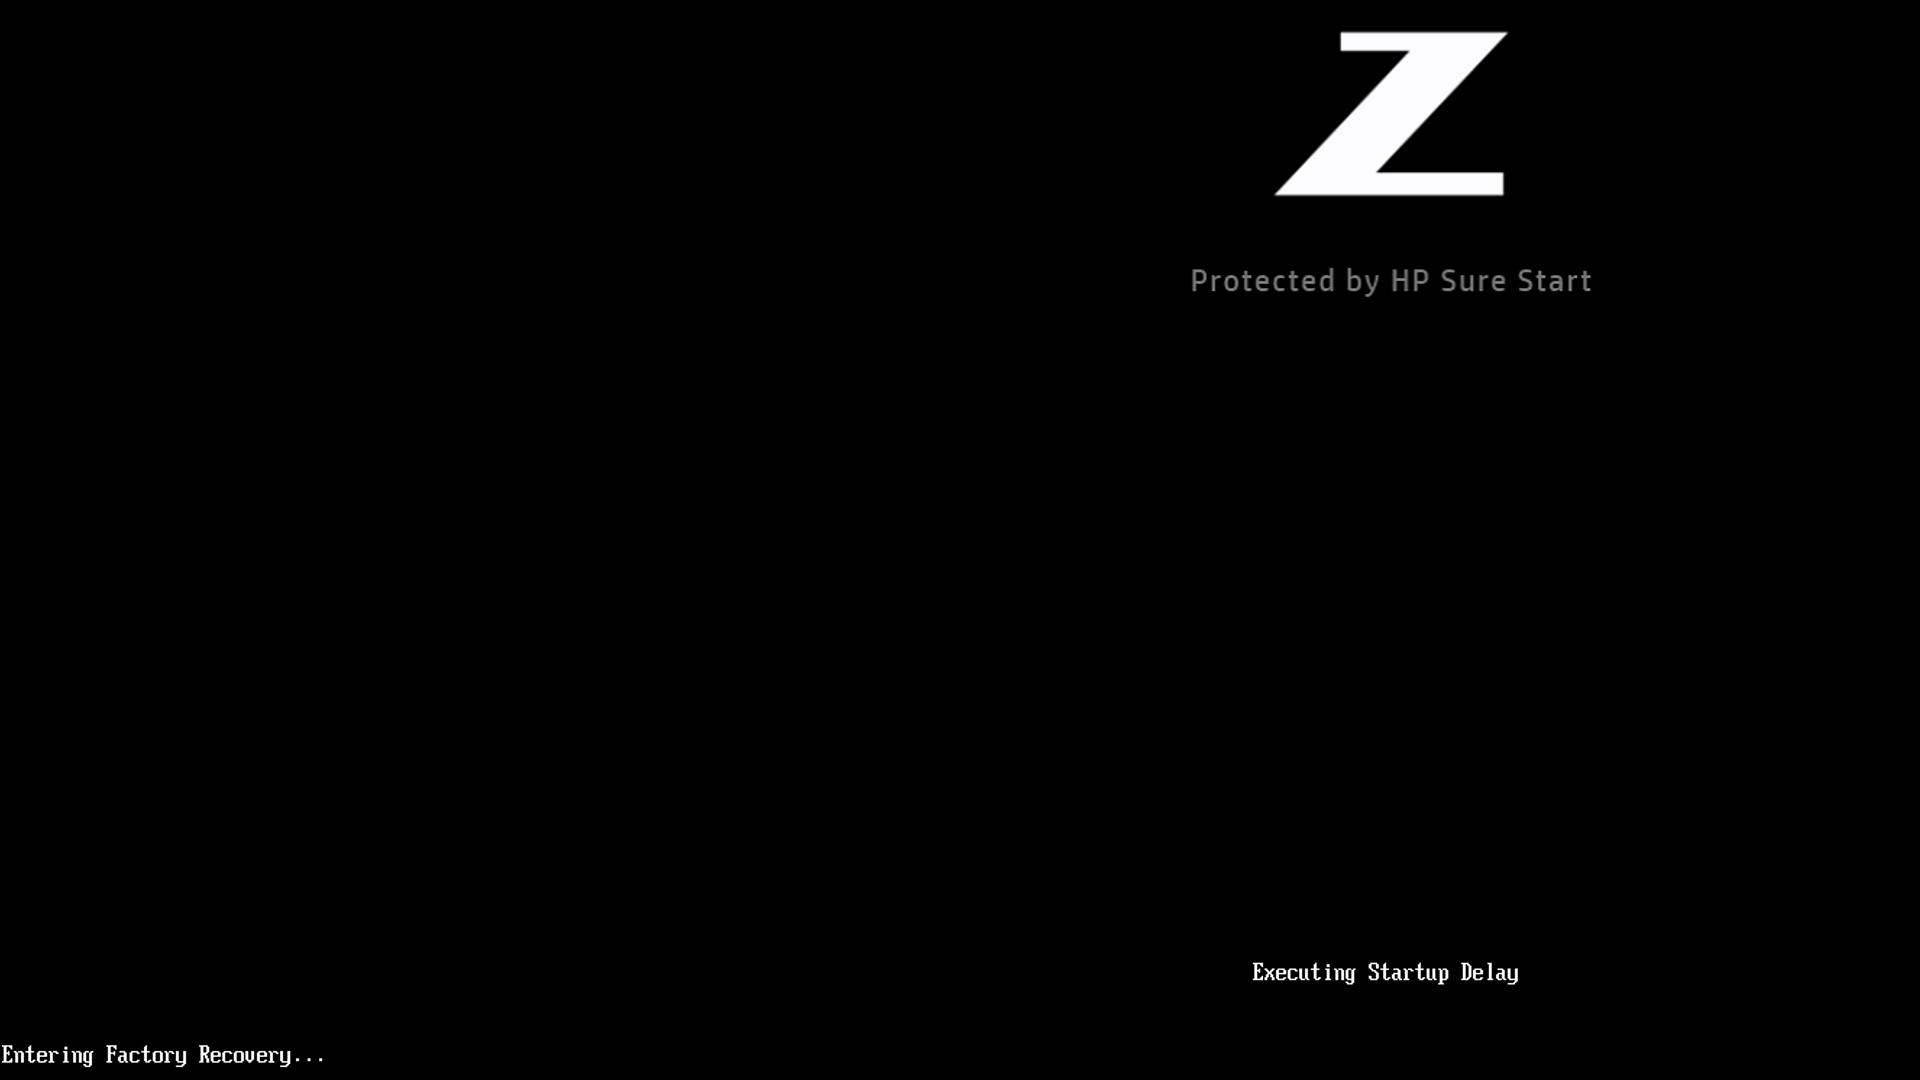 Z
Protected by HP Sure Start
Executing Startup Delay
Entering Factory Recovery...